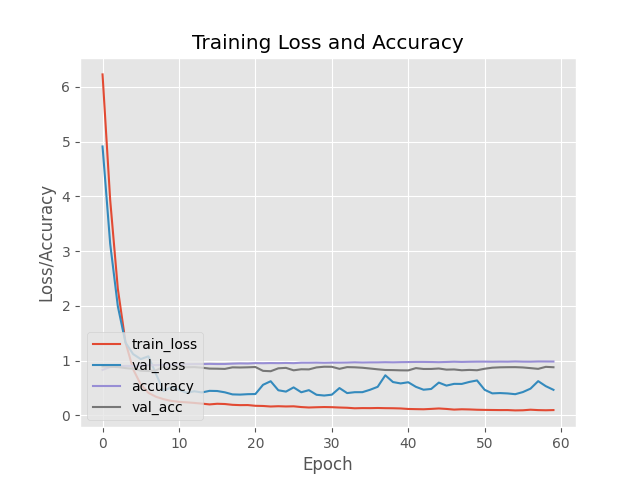 Training Loss and Accuracy
Loss/Accuracy
6
5
4
3
2
1
0
train_loss
val_loss
accuracy
val_acc
0 10 20 30 40 50 60
Epoch